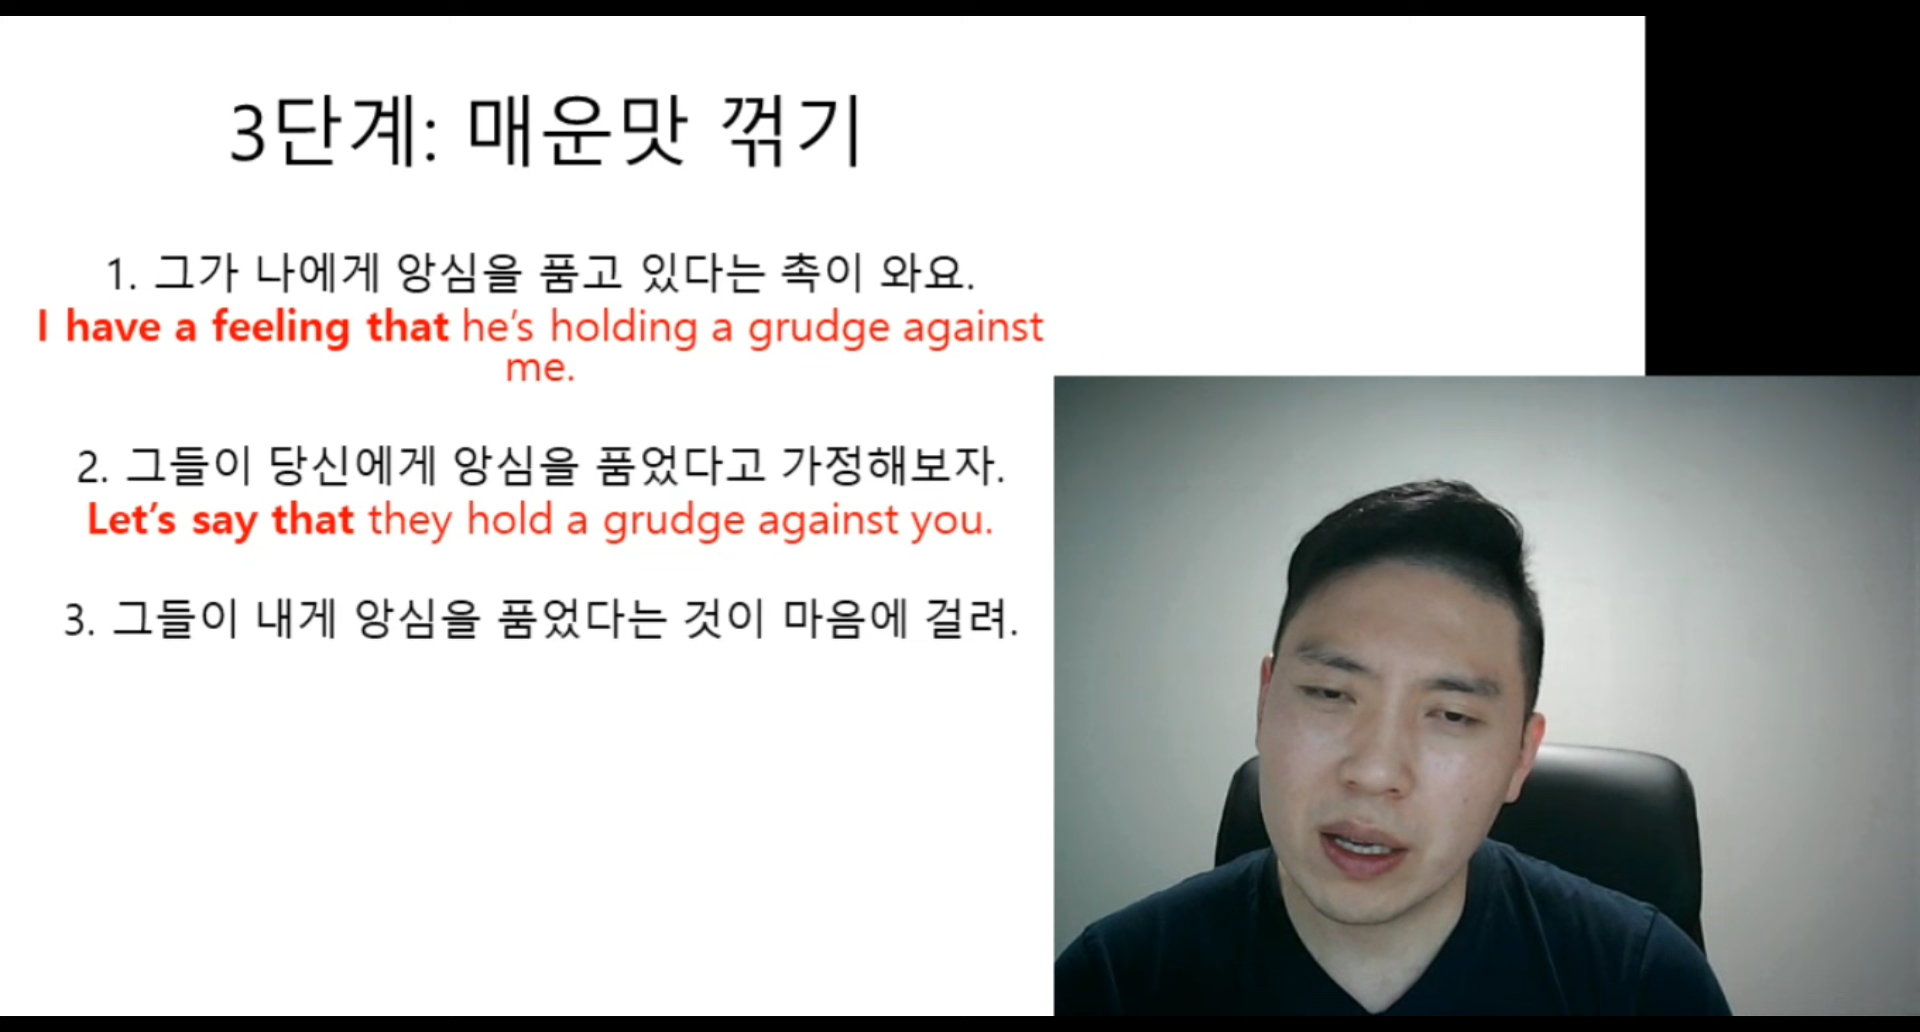 3단계: 매운맛 꺾기
1. 그가 나에게 앙심을 품고 있다는 촉이 와요.
I have a feeling that he’s holding a grudge against
me.
2. 그들이 당신에게 앙심을 품었다고 가정해보자.
Let’s say that they hold a grudge against you.
3. 그들이 내게 앙심을 품었다는 것이 마음에 걸려.